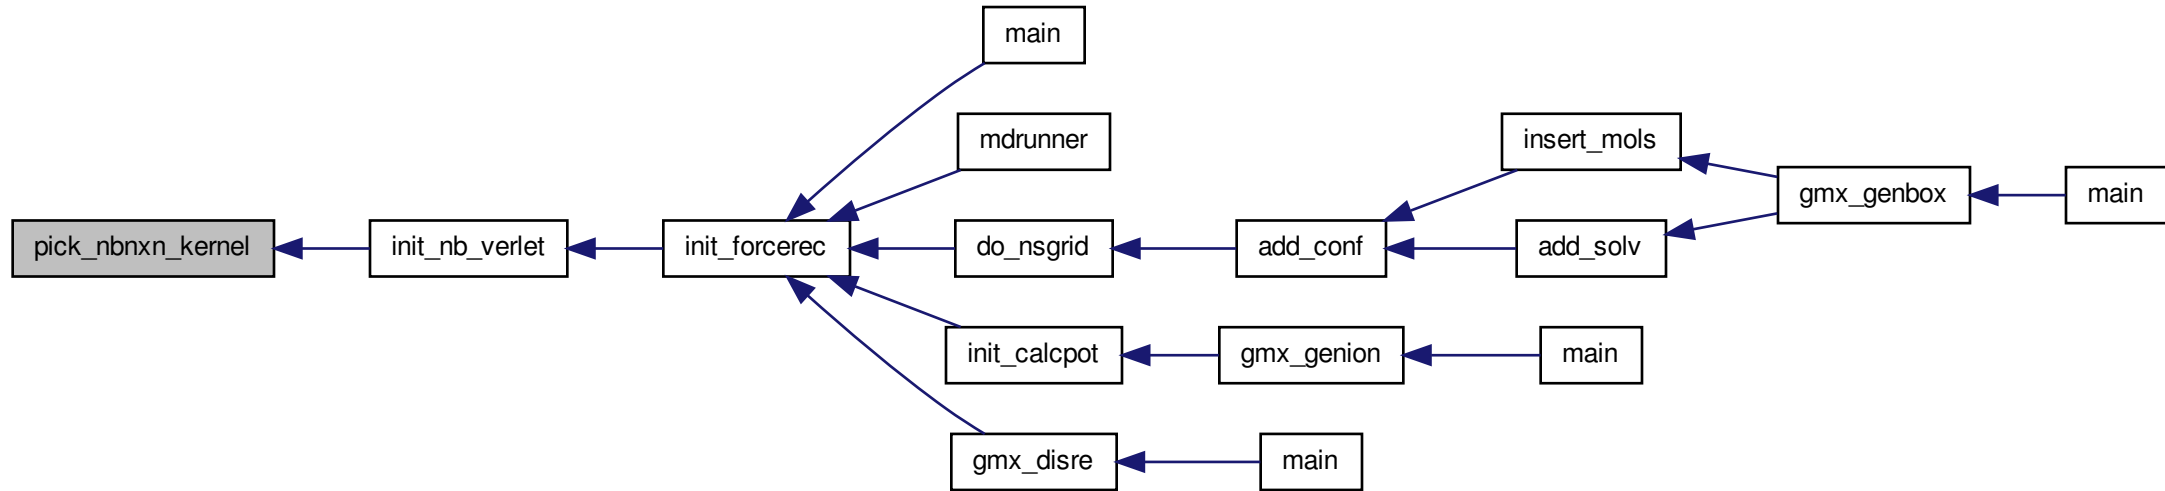 main
mdrunner
insert_mols
gmx_genbox
main
pick_nbnxn_kernel
init_nb_verlet
init_forcerec
do_nsgrid
add_conf
add_solv
init_calcpot
gmx_genion
main
gmx_disre
main